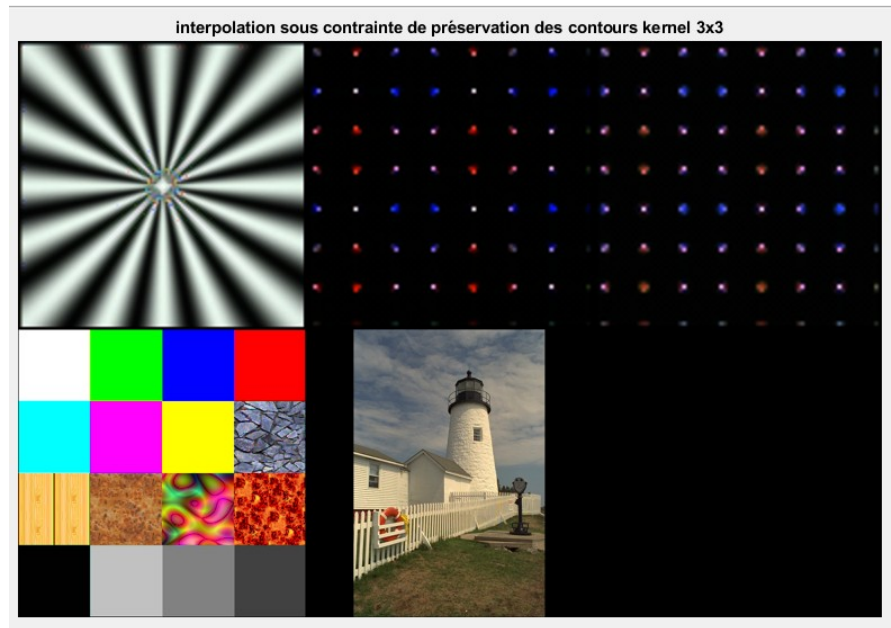 interpolation sous contrainte de préservation des contours kernel 3x3